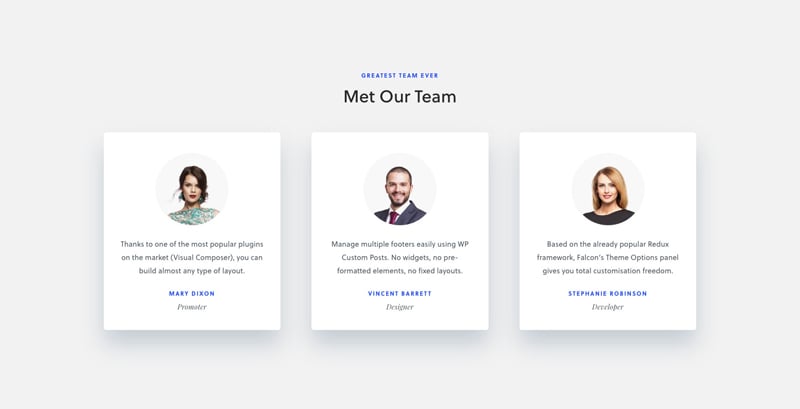 GREATEST TEAM EVER
Met Our Team
Thanks to one of the most popular plugins
on the market (Visual Composer), you can
build almost any type of layout.
MARY DIXON
Promoter
Manage multiple footers easily using WP
Custom Posts. No widgets, no pre-
formatted elements, no fixed layouts.
VINCENT BARRETT
Designer
Based on the already popular Redux
framework, Falcon's Theme Options panel
gives you total customisation freedom.
STEPHANIE ROBINSON
Developer